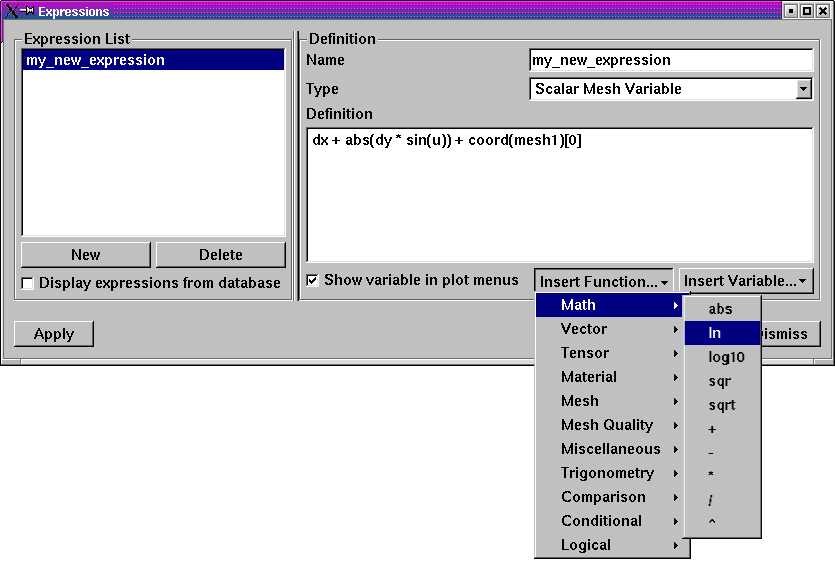 Expressions
Expression List
my_new_expression
New
Delete
Display expressions from database
Definition
Name
my_new_expression
Type
Scalar Mesh Variable
Definition
dx + abs(dy * sin(u)) + coord(mesh1)[0]
Show variable in plot menus
Insert Function...
Insert Variable...
Apply
ismiss
Math
Vector
Tensor
Material
Mesh
Mesh Quality
Miscellaneous
Trigonometry
Comparison
Conditional
Logical
abs
ln
log10
sqr
sqrt
+
-
*
/
^